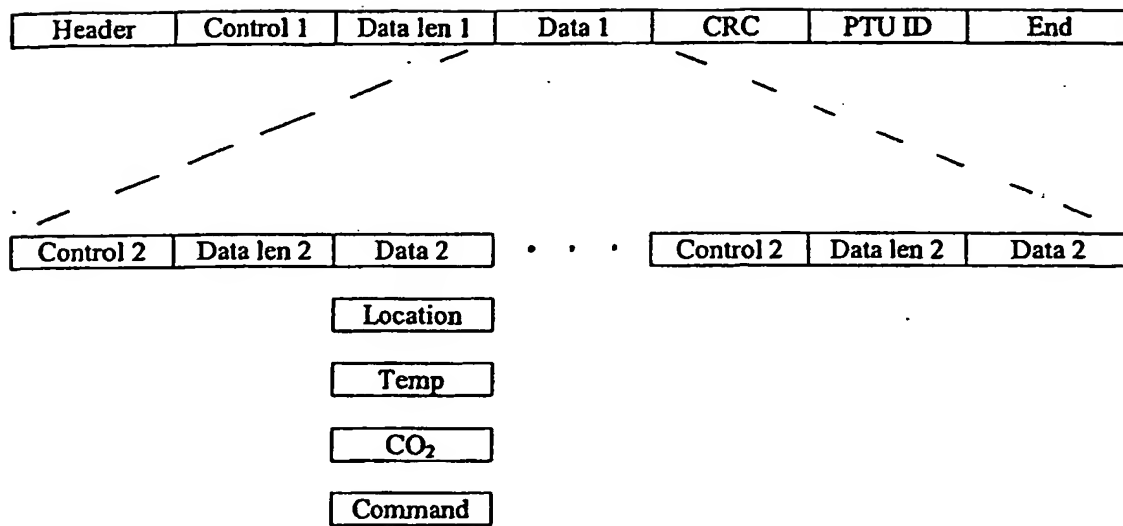 Header Control 1 Data len 1 Data 1 CRC PTU ID End
Control 2 Data len 2 Data 2 . . . Control 2 Data len 2 Data 2
Location
Temp
CO₂
Command